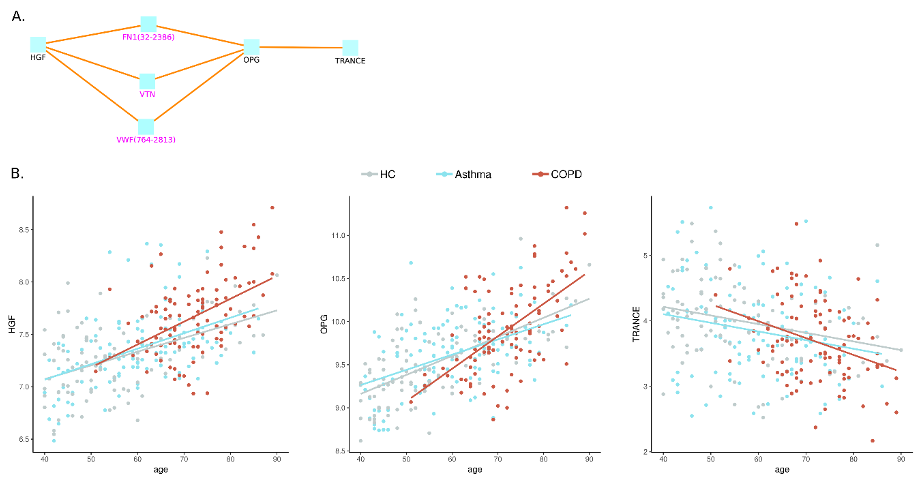 A.
FN1(32-2386)
HGF
OPG
TRANCE
VTN
VWF(764-2813)
B.
HC Asthma COPD
HGF
8.5
8.0
7.5
7.0
6.5
40 50 60 70 80 90
age
OPG
11.0
10.5
10.0
9.5
9.0
8.5
40 50 60 70 80 90
age
TRANCE
5
4
3
2
40 50 60 70 80 90
age